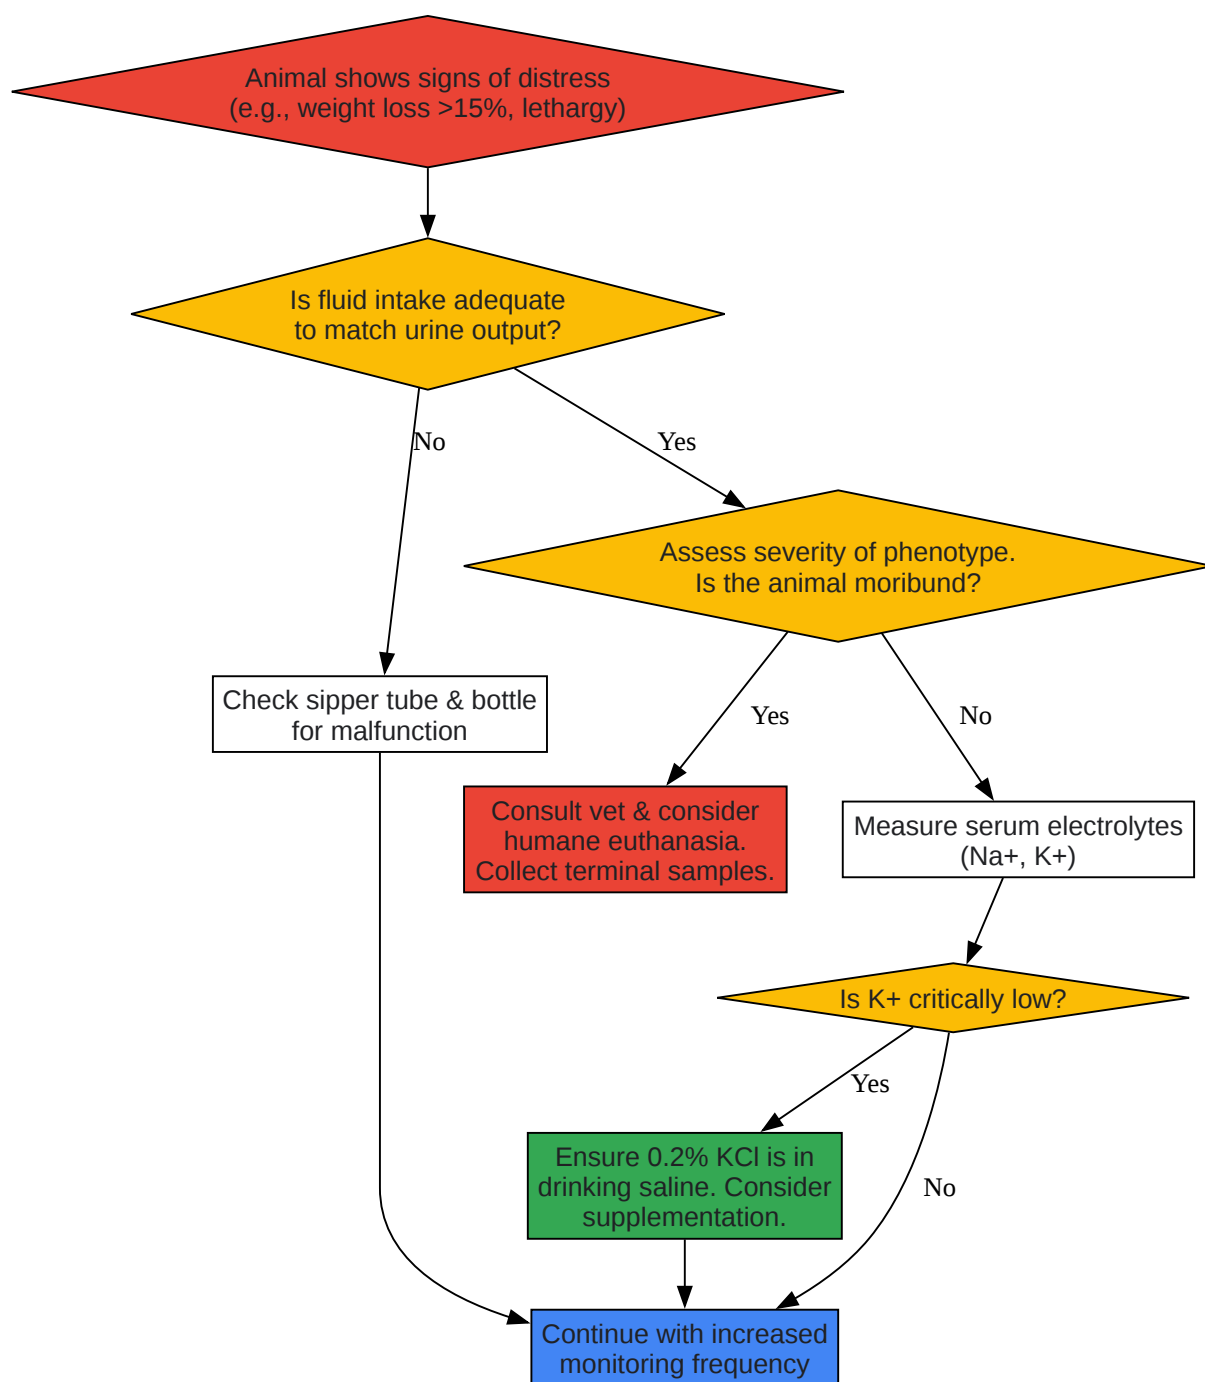 Animal shows signs of distress
(e.g., weight loss >15%, lethargy)
Is fluid intake adequate
to match urine output?
No
Yes
Assess severity of phenotype.
Is the animal moribund?
Check sipper tube & bottle
for malfunction
Yes
No
Consult vet & consider
humane euthanasia.
Collect terminal samples.
Measure serum electrolytes
(Na+, K+)
Is K+ critically low?
Yes
No
Ensure 0.2% KCl is in
drinking saline. Consider
supplementation.
Continue with increased
monitoring frequency